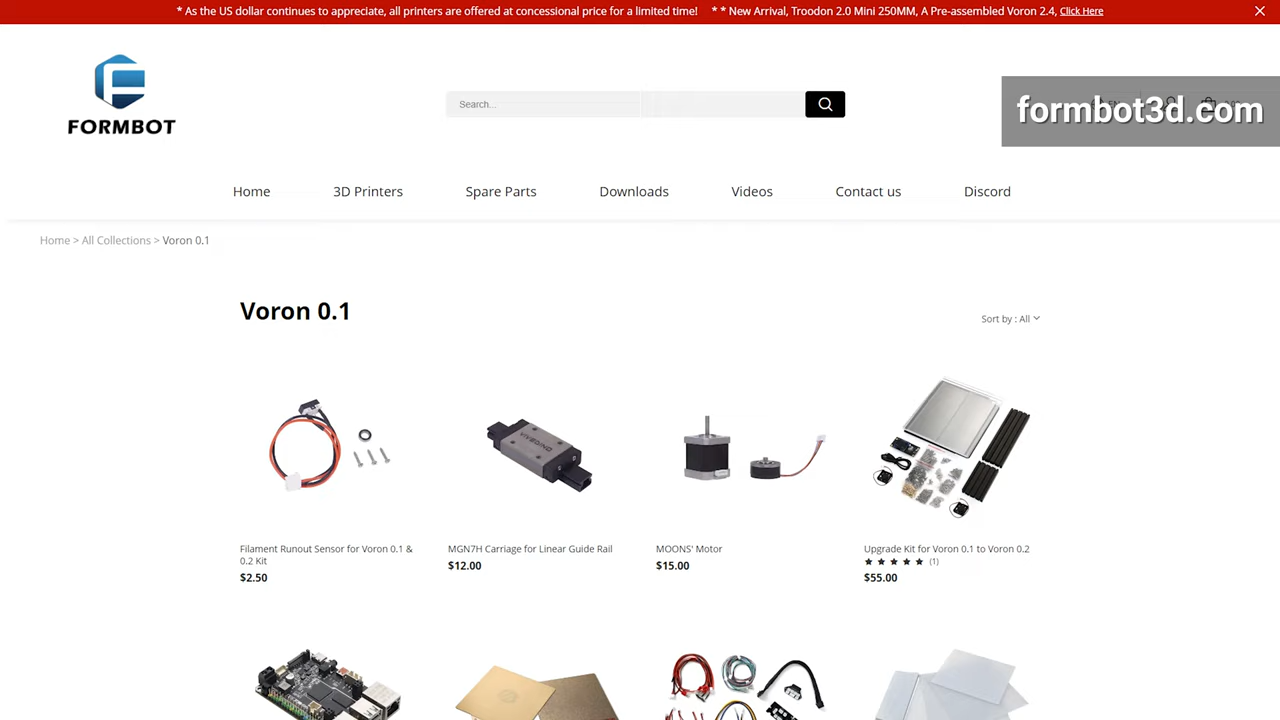 * As the US dollar continues to appreciate, all printers are offered at concessional price for a limited time! * * New Arrival, Troodon 2.0 Mini 250MM, A Pre-assembled Voron 2.4, Click Here
FORMBOT
Search...
formbot3d.com
Home 3D Printers Spare Parts Downloads Videos Contact us Discord
Home > All Collections > Voron 0.1
Voron 0.1
Sort by : All
VIVEDINO
Filament Runout Sensor for Voron 0.1 &
0.2 Kit
$2.50
MGN7H Carriage for Linear Guide Rail
$12.00
MOONS' Motor
$15.00
Upgrade Kit for Voron 0.1 to Voron 0.2
(1)
$55.00